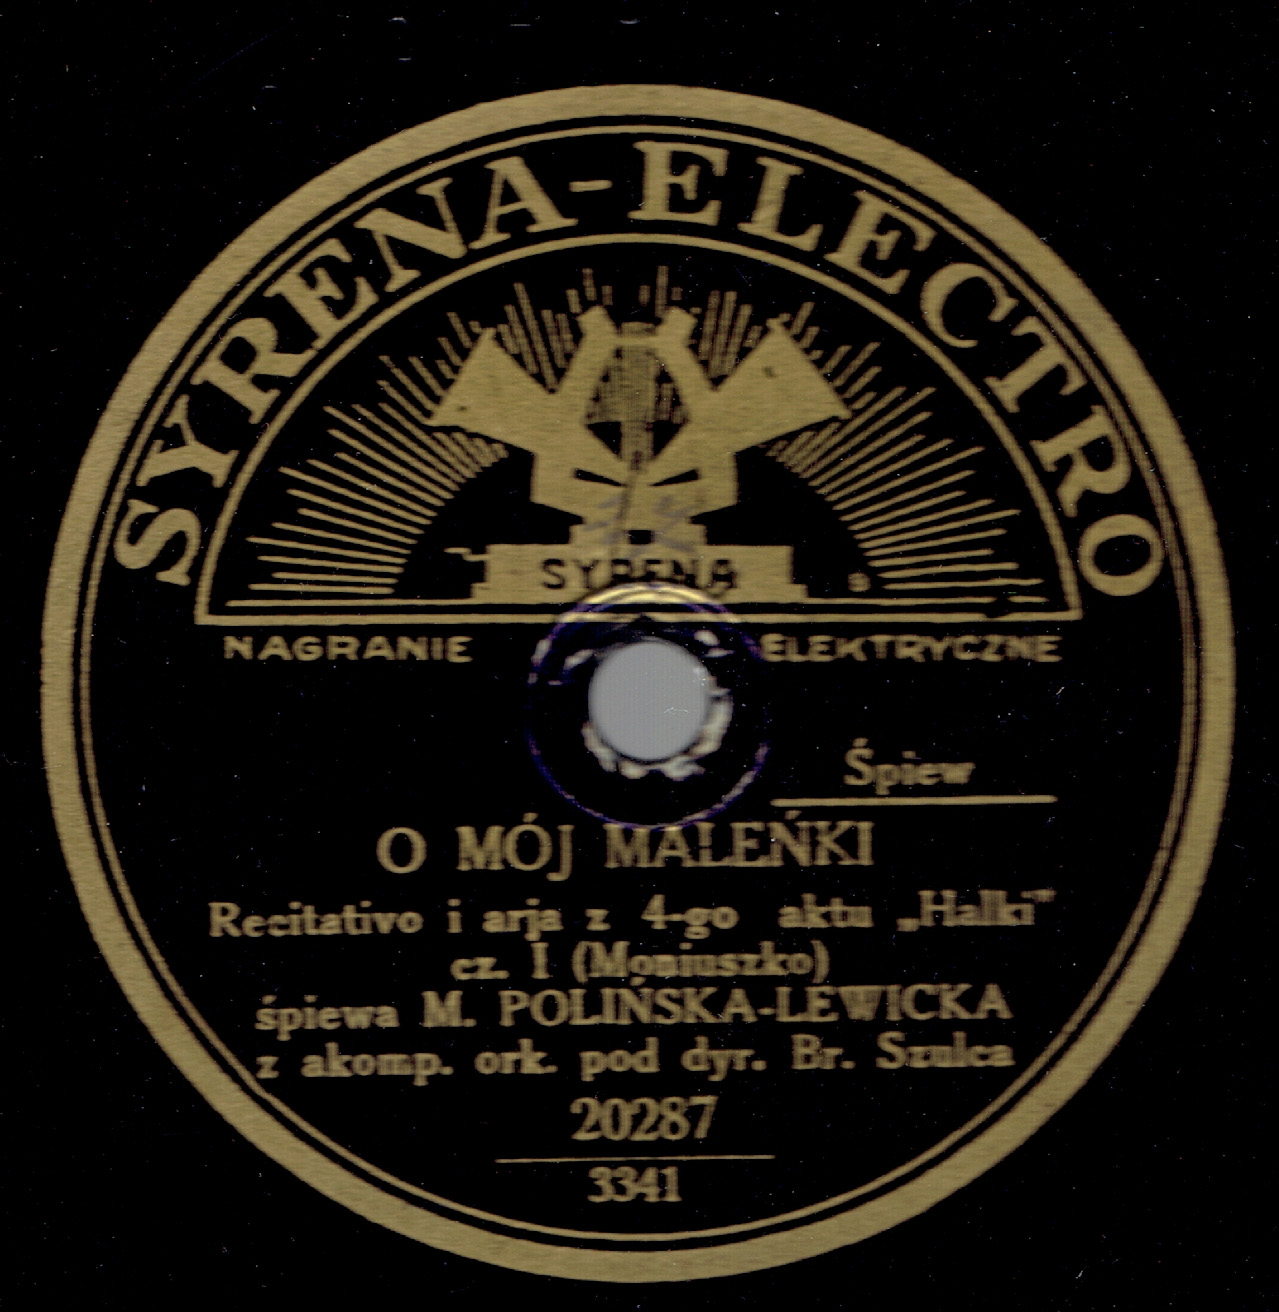 SYRENA-ELECTRO
SYRENA
NAGRANIE ELEKTRYCZNE
Śpiew
O MÓJ MALEŃKI
Recitativo i arja z 4-go aktu „Halki"
cz. I (Moniuszko)
śpiewa M. POLIŃSKA-LEWICKA
z akomp. ork. pod dyr. Br. Szulca
20287
3341